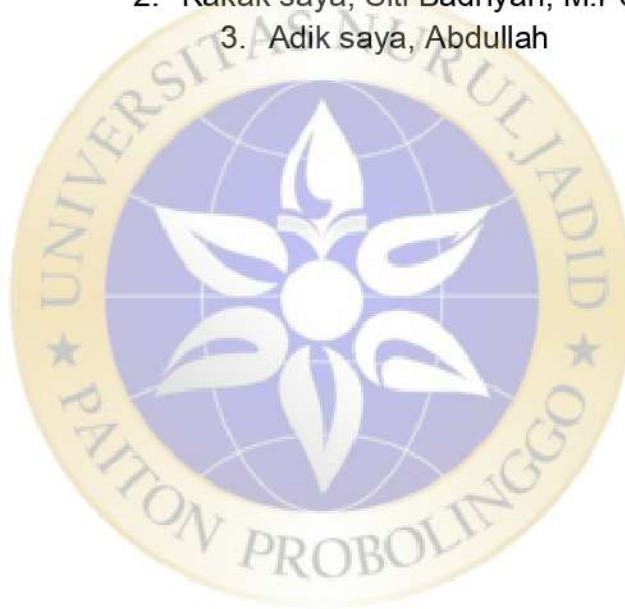 2. Kakak saya, Siti Badriyah,
3. Adik saya, Abdullah
UNIVERSITAS NURUL JADID
★ PAITON PROBOLINGGO ★